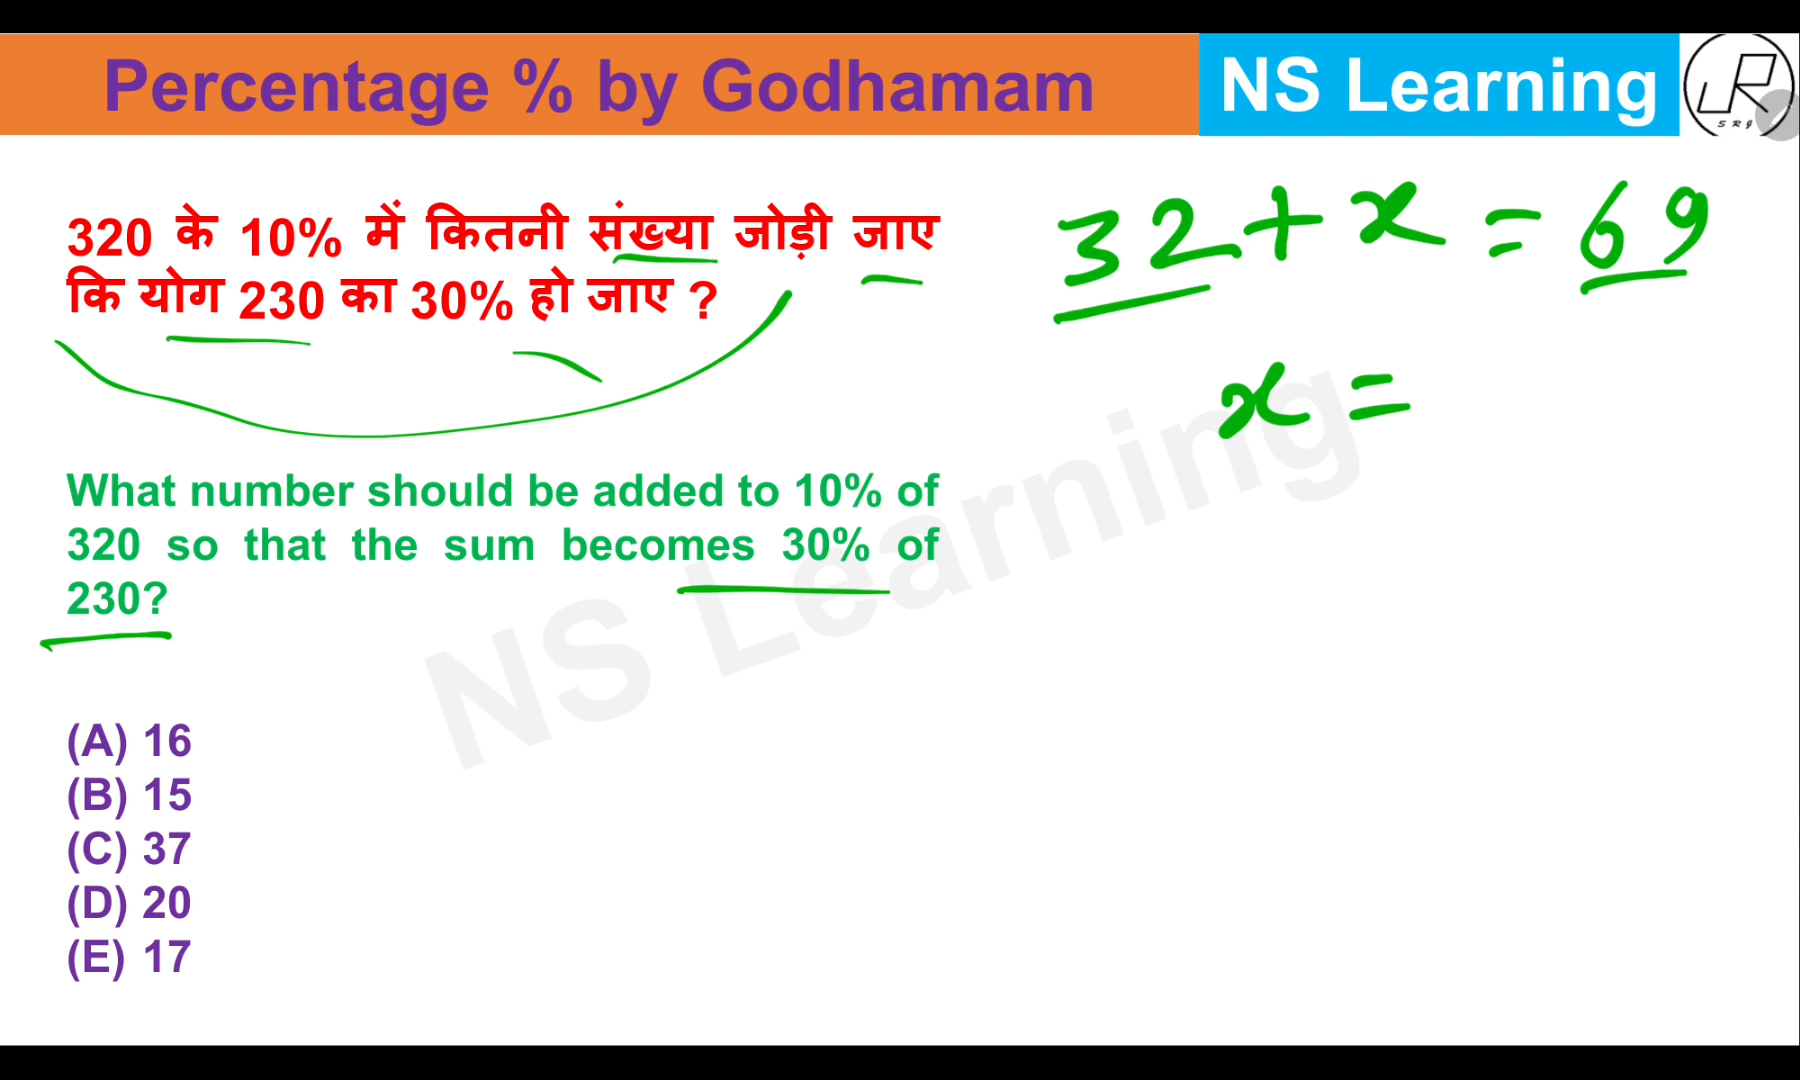 Percentage % by Godhamam
NS Learning
SRJ
320 के 10% में कितनी संख्या जोड़ी जाए
कि योग 230 का 30% हो जाए ?
32 + x = 69
x =
What number should be added to 10% of
320 so that the sum becomes 30% of
230?
NS Learning
(A) 16
(B) 15
(C) 37
(D) 20
(E) 17